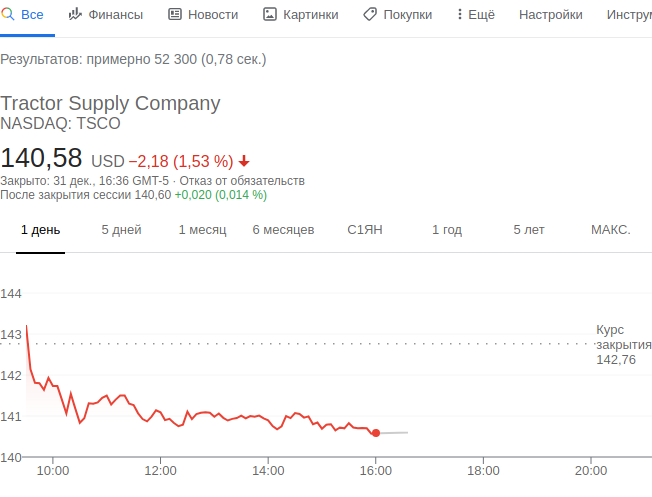 Все Финансы Новости Картинки Покупки Ещё Настройки Инстру
Результатов: примерно 52 300 (0,78 сек.)
Tractor Supply Company
NASDAQ: TSCO
140,58 USD −2,18 (1,53 %)
Закрыто: 31 дек., 16:36 GMT-5 · Отказ от обязательств
После закрытия сессии 140,60 +0,020 (0,014 %)
1 день 5 дней 1 месяц 6 месяцев С1ЯН 1 год 5 лет МАКС.
144
143
142
141
140
Курс
закрытия
142,76
10:00 12:00 14:00 16:00 18:00 20:00